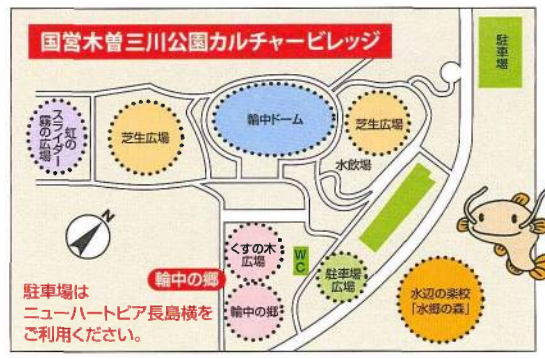 国営木曽三川公園カルチャービレッジ
駐車場
虹の
スライダー
霧の広場
芝生広場
輪中ドーム
芝生広場
水飲場
N
くすの木
広場
WC
輪中の郷
駐車場
広場
輪中の郷
水辺の楽校
「水郷の森」
駐車場は
ニューハートピア長島横を
ご利用ください。